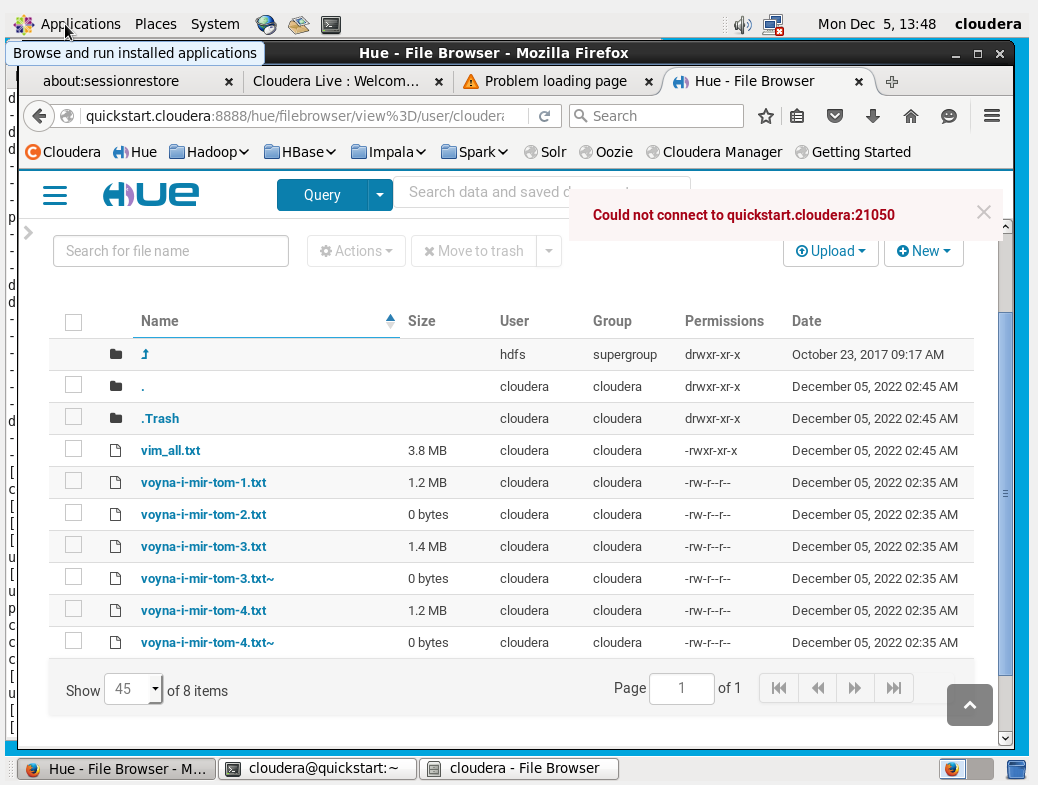 Applications Places System Mon Dec 5, 13:48 cloudera
Browse and run installed applications
Hue - File Browser - Mozilla Firefox
about:sessionrestore Cloudera Live : Welcom... Problem loading page Hue - File Browser
quickstart.cloudera:8888/hue/filebrowser/view%3D/user/cloudera Search
Cloudera Hue Hadoop HBase Impala Spark Solr Oozie Cloudera Manager Getting Started
HUE Query Search data and saved
Could not connect to quickstart.cloudera:21050
Search for file name Actions Move to trash Upload New
Name Size User Group Permissions Date
hdfs supergroup drwxr-xr-x October 23, 2017 09:17 AM
. cloudera cloudera drwxr-xr-x December 05, 2022 02:45 AM
.Trash cloudera cloudera drwxr-xr-x December 05, 2022 02:45 AM
vim_all.txt 3.8 MB cloudera cloudera -rwxr-xr-x December 05, 2022 02:45 AM
voyna-i-mir-tom-1.txt 1.2 MB cloudera cloudera -rw-r--r-- December 05, 2022 02:35 AM
voyna-i-mir-tom-2.txt 0 bytes cloudera cloudera -rw-r--r-- December 05, 2022 02:35 AM
voyna-i-mir-tom-3.txt 1.4 MB cloudera cloudera -rw-r--r-- December 05, 2022 02:35 AM
voyna-i-mir-tom-3.txt~ 0 bytes cloudera cloudera -rw-r--r-- December 05, 2022 02:35 AM
voyna-i-mir-tom-4.txt 1.2 MB cloudera cloudera -rw-r--r-- December 05, 2022 02:35 AM
voyna-i-mir-tom-4.txt~ 0 bytes cloudera cloudera -rw-r--r-- December 05, 2022 02:35 AM
Show 45 of 8 items Page 1 of 1
Hue - File Browser - M... cloudera@quickstart:~ cloudera - File Browser